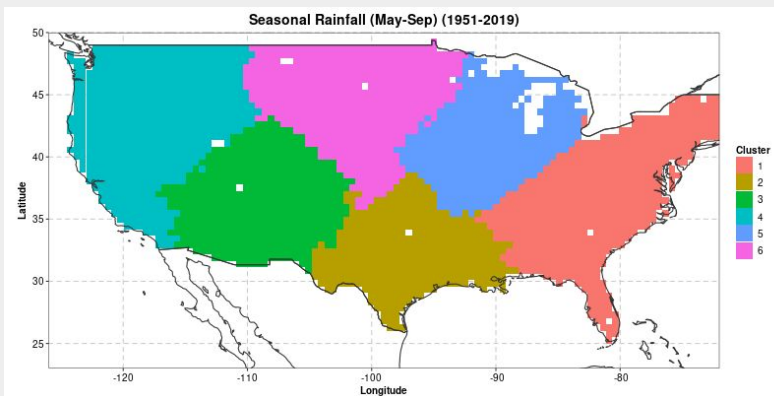 Seasonal Rainfall (May-Sep) (1951-2019)
50
45
40
35
30
25
Latitude
-120 -110 -100 -90 -80
Longitude
Cluster
1
2
3
4
5
6